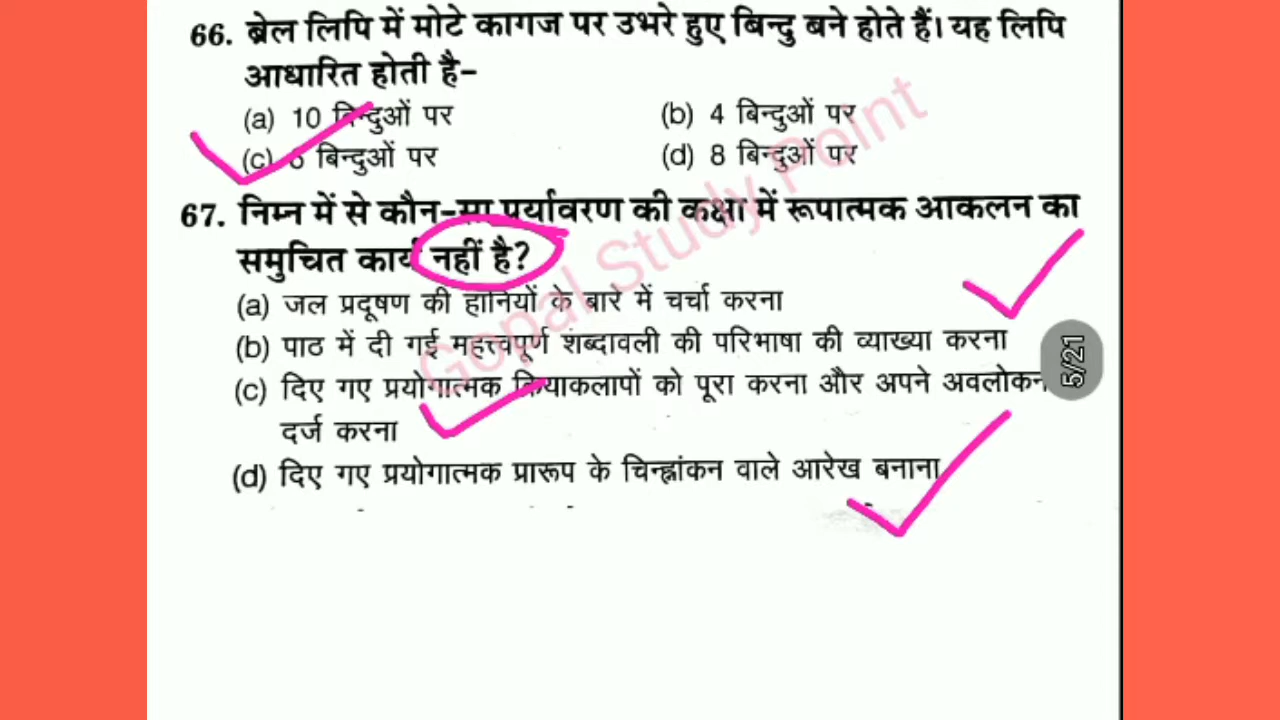 66. ब्रेल लिपि में मोटे कागज पर उभरे हुए बिन्दु बने होते हैं। यह लिपि
आधारित होती है-
(a) 10 बिन्दुओं पर (b) 4 बिन्दुओं पर
(c) 6 बिन्दुओं पर (d) 8 बिन्दुओं पर
67. निम्न में से कौन-सा पर्यावरण की कक्षा में रूपात्मक आकलन का
समुचित कार्य नहीं है?
(a) जल प्रदूषण की हानियों के बारे में चर्चा करना
(b) पाठ में दी गई महत्त्वपूर्ण शब्दावली की परिभाषा की व्याख्या करना
(c) दिए गए प्रयोगात्मक क्रियाकलापों को पूरा करना और अपने अवलोकन
दर्ज करना
(d) दिए गए प्रयोगात्मक प्रारूप के चिन्ह्नांकन वाले आरेख बनाना
Gopal Study Point
5/21